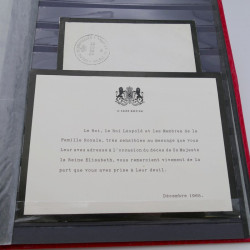 Le Roi, le Roi Léopold et les Membres de la
Famille Royale, très sensibles au message que vous
leur avez adressé à l'occasion du décès de Sa Majesté
la Reine Elisabeth, vous remercient vivement de la
part que vous avez prise à leur deuil.
Décembre 1965.